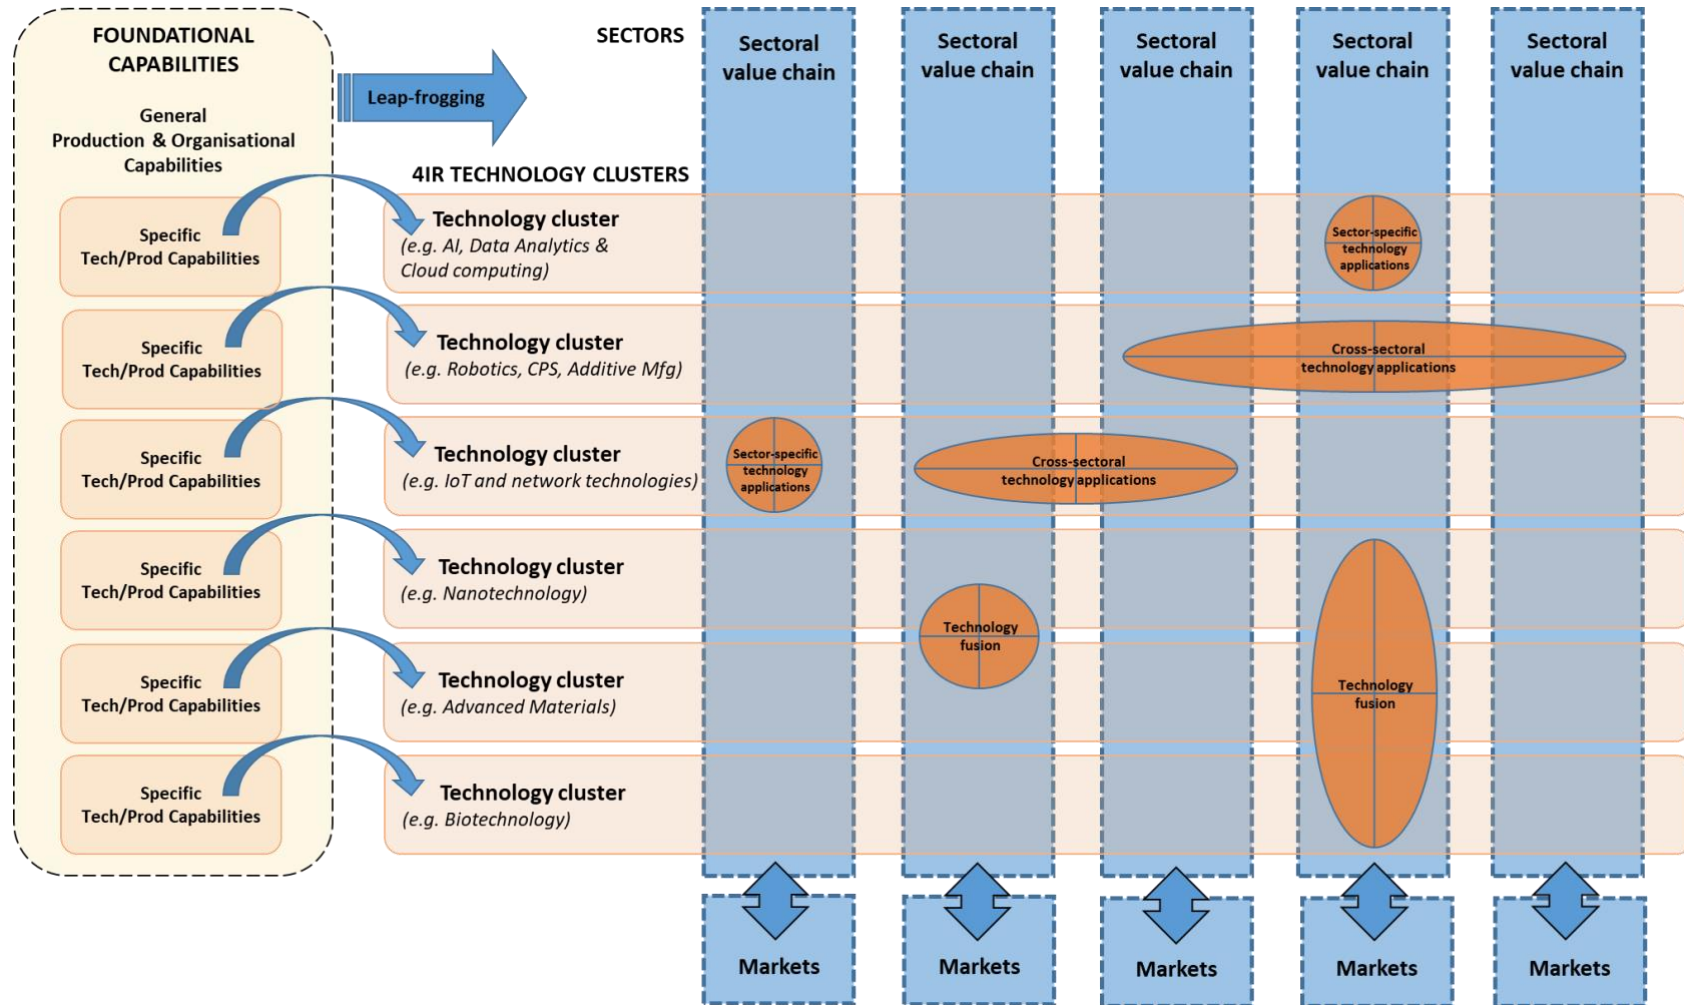 FOUNDATIONAL
CAPABILITIES
General
Production & Organisational
Capabilities
Leap-frogging
SECTORS
Sectoral
value chain
Sectoral
value chain
Sectoral
value chain
Sectoral
value chain
Sectoral
value chain
4IR TECHNOLOGY CLUSTERS
Specific
Tech/Prod Capabilities
Technology cluster
(e.g. AI, Data Analytics &
Cloud computing)
Sector-specific
technology
applications
Specific
Tech/Prod Capabilities
Technology cluster
(e.g. Robotics, CPS, Additive Mfg)
Cross-sectoral
technology applications
Specific
Tech/Prod Capabilities
Technology cluster
(e.g. IoT and network technologies)
Sector-specific
technology
applications
Cross-sectoral
technology applications
Specific
Tech/Prod Capabilities
Technology cluster
(e.g. Nanotechnology)
Technology
fusion
Specific
Tech/Prod Capabilities
Technology cluster
(e.g. Advanced Materials)
Technology
fusion
Specific
Tech/Prod Capabilities
Technology cluster
(e.g. Biotechnology)
Markets
Markets
Markets
Markets
Markets